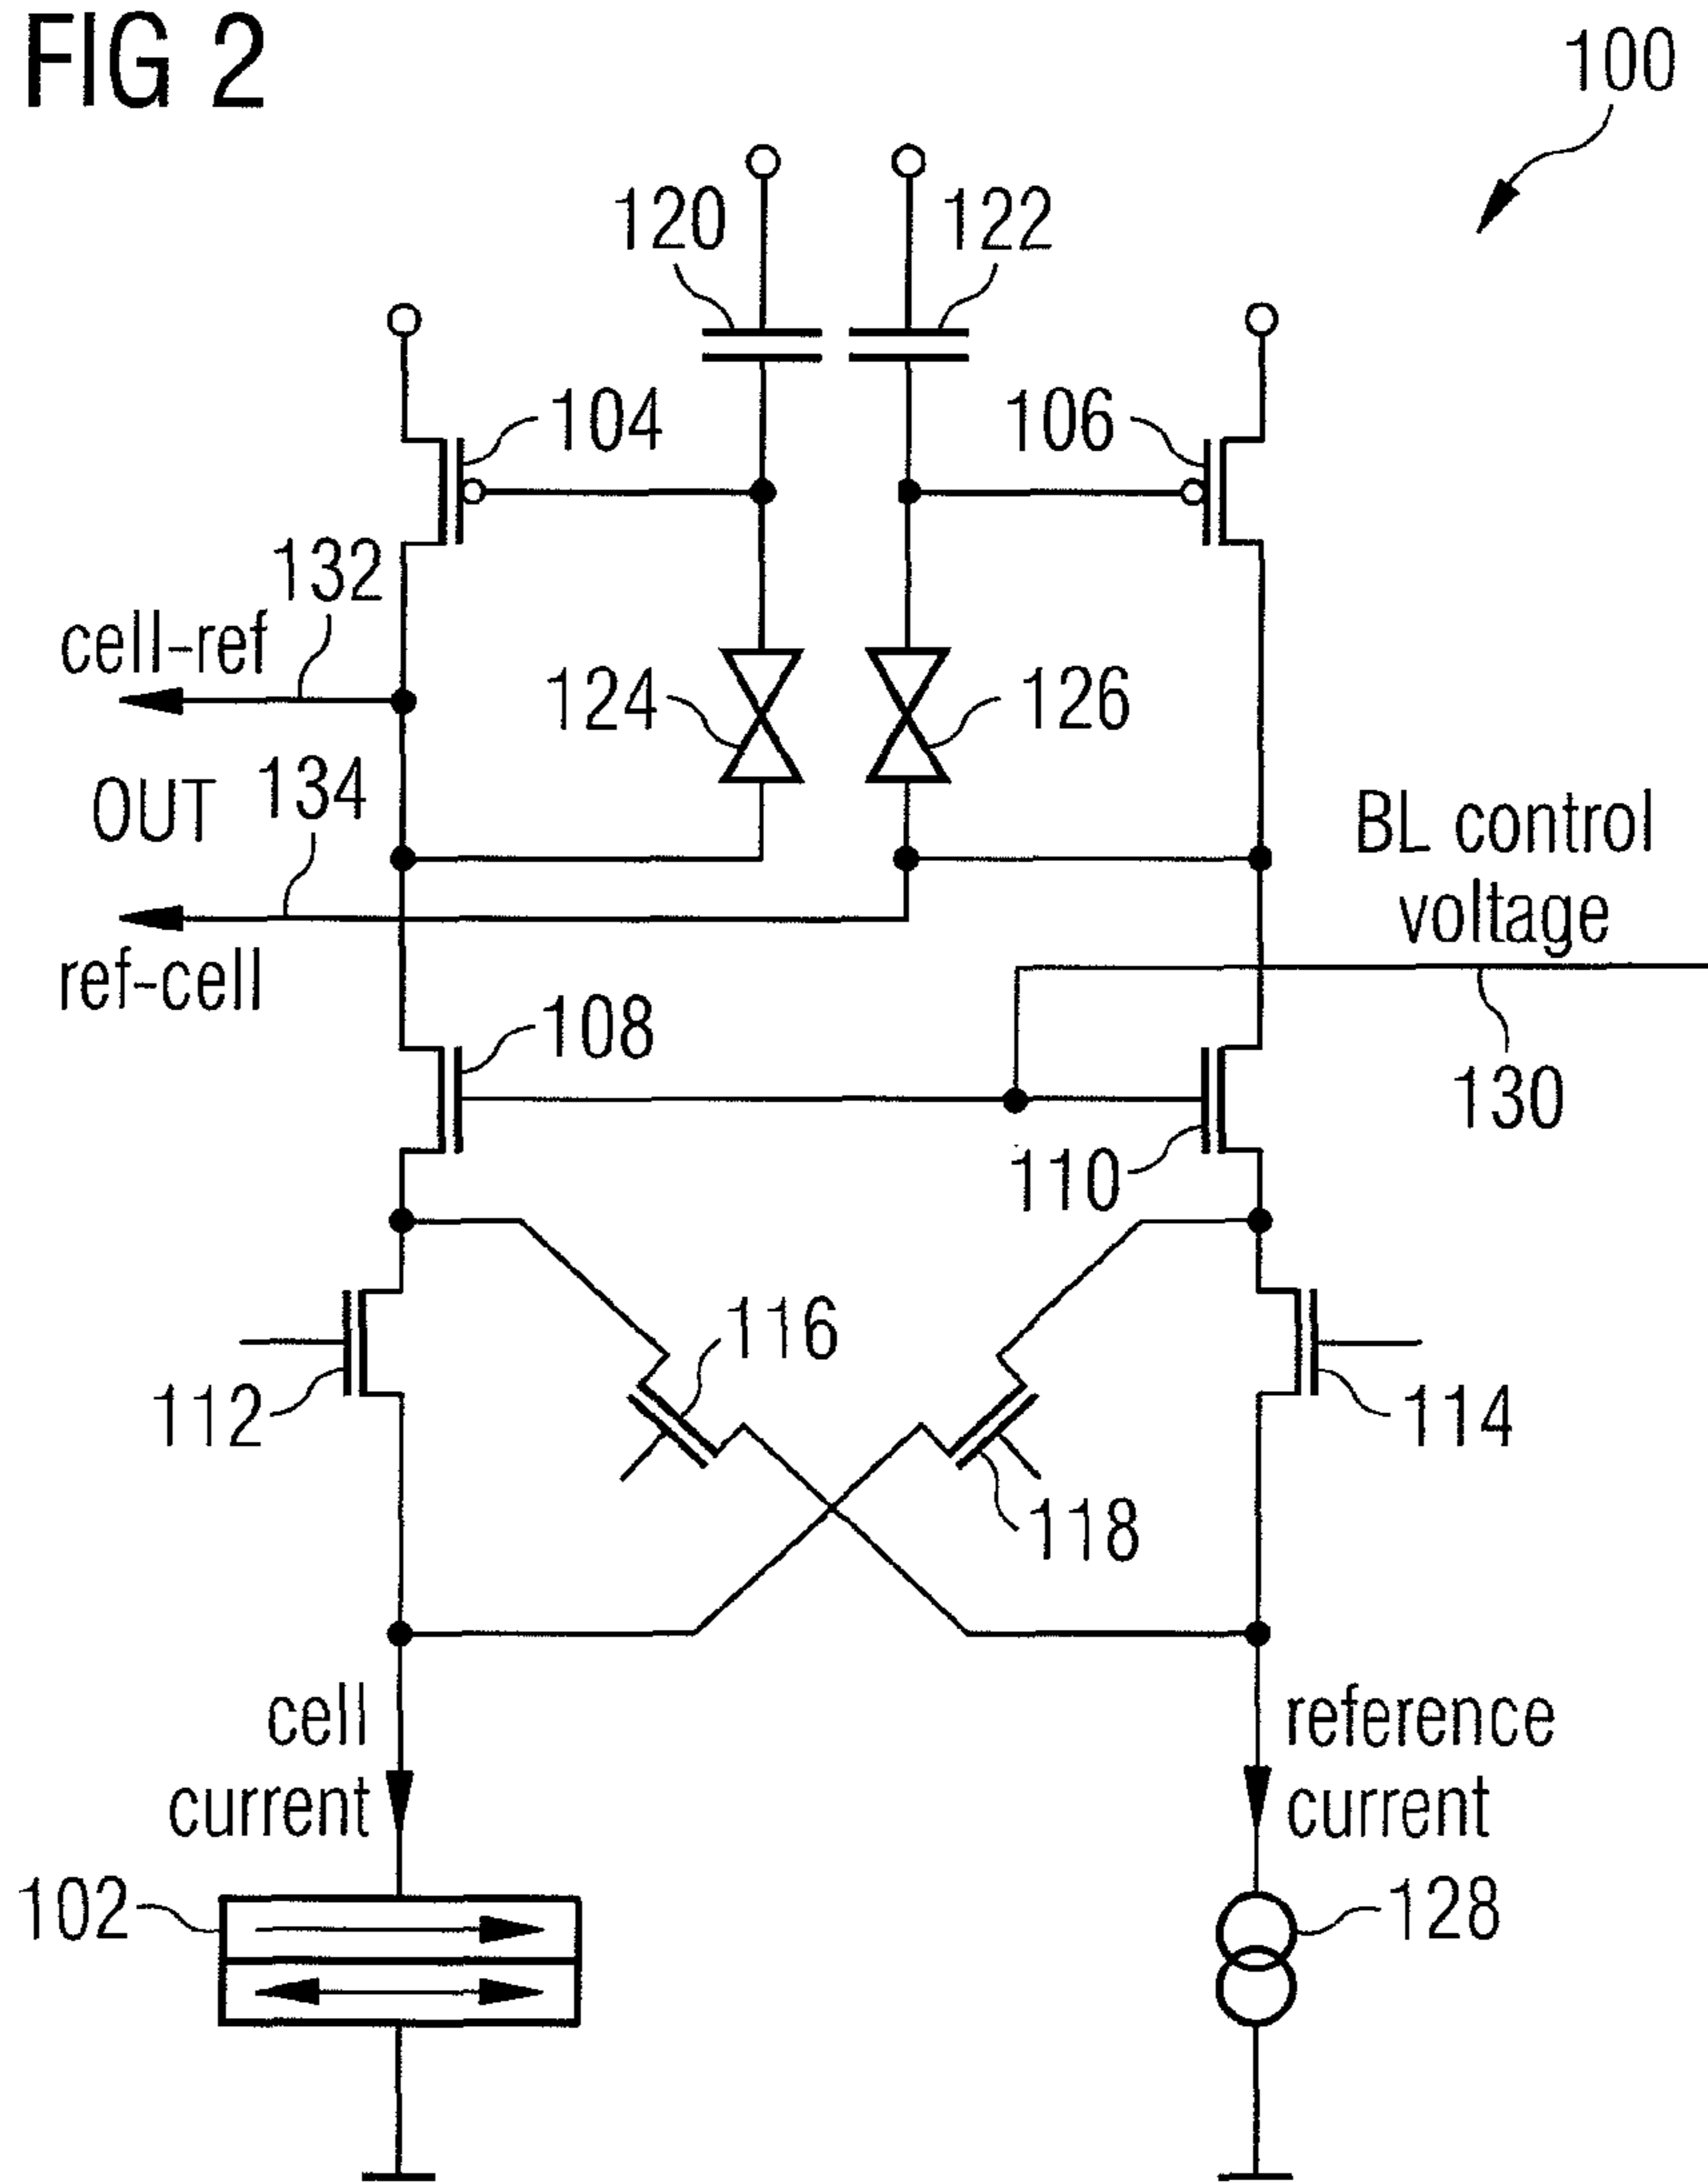 FIG 2
100
120
122
104
106
132
cell-ref
124
126
OUT
134
BL control
voltage
ref-cell
108
130
110
116
112
114
118
cell
current
reference
current
102
128